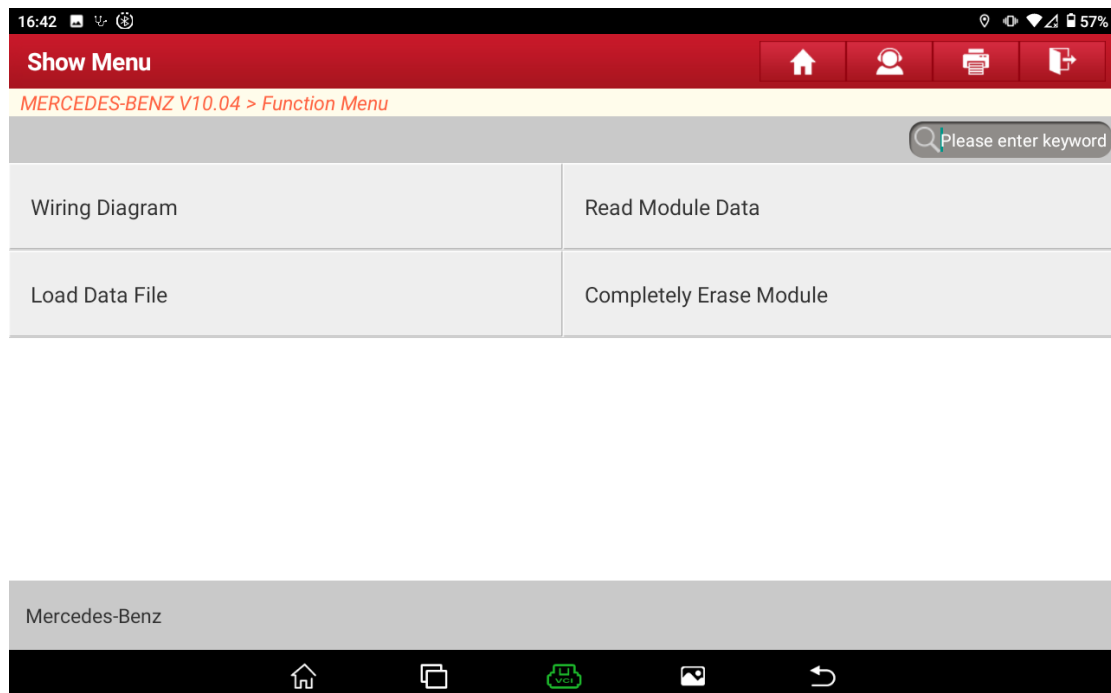 16:42 57%
Show Menu
MERCEDES-BENZ V10.04 > Function Menu
Please enter keyword
Wiring Diagram Read Module Data
Load Data File Completely Erase Module
Mercedes-Benz
VCI